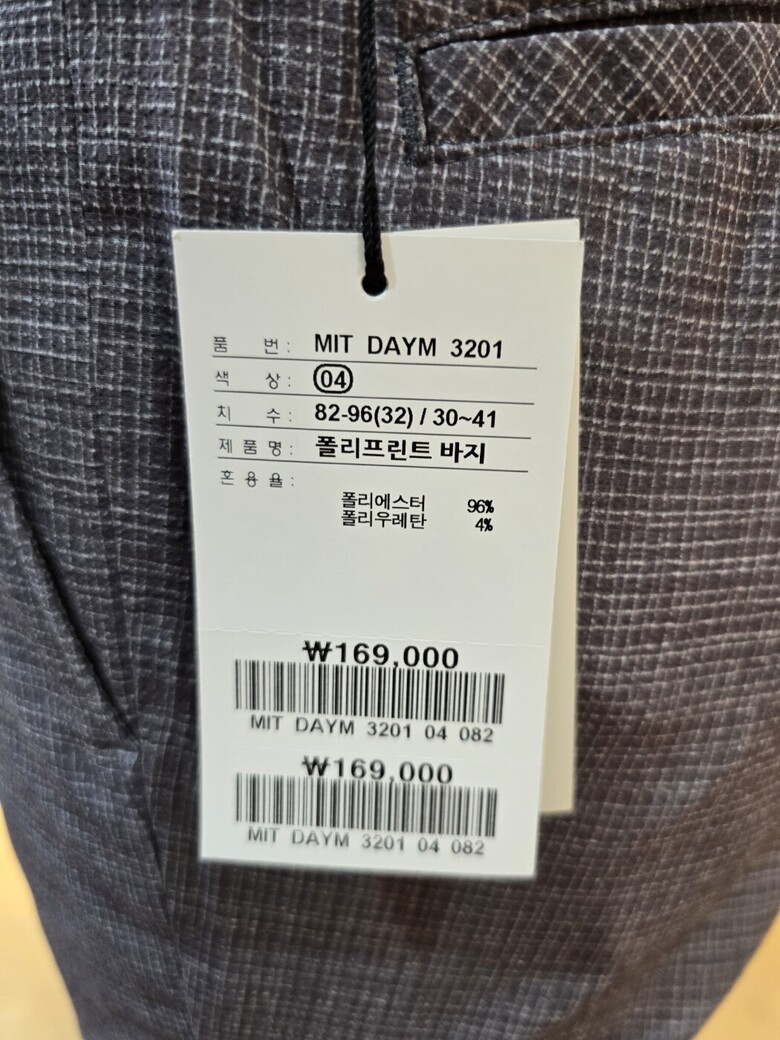 품 번 : MIT DAYM 3201
색 상 : 04
치 수 : 82-96(32) / 30~41
제 품 명 : 폴리프린트 바지
혼 용 율 :
폴리에스터 96%
폴리우레탄 4%
₩169,000
MIT DAYM 3201 04 082
₩169,000
MIT DAYM 3201 04 082